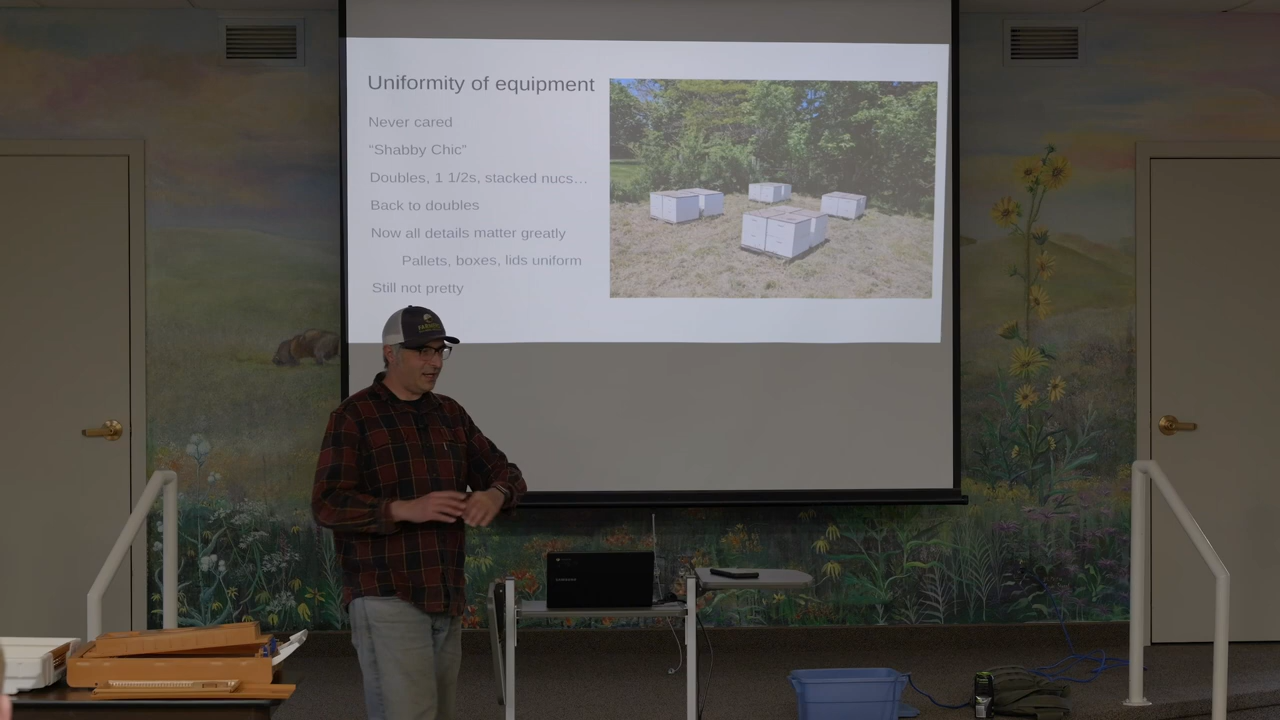 Uniformity of equipment
Never cared
“Shabby Chic”
Doubles, 1 1/2s, stacked nucs…
Back to doubles
Now all details matter greatly
Pallets, boxes, lids uniform
Still not pretty
SAMSUNG